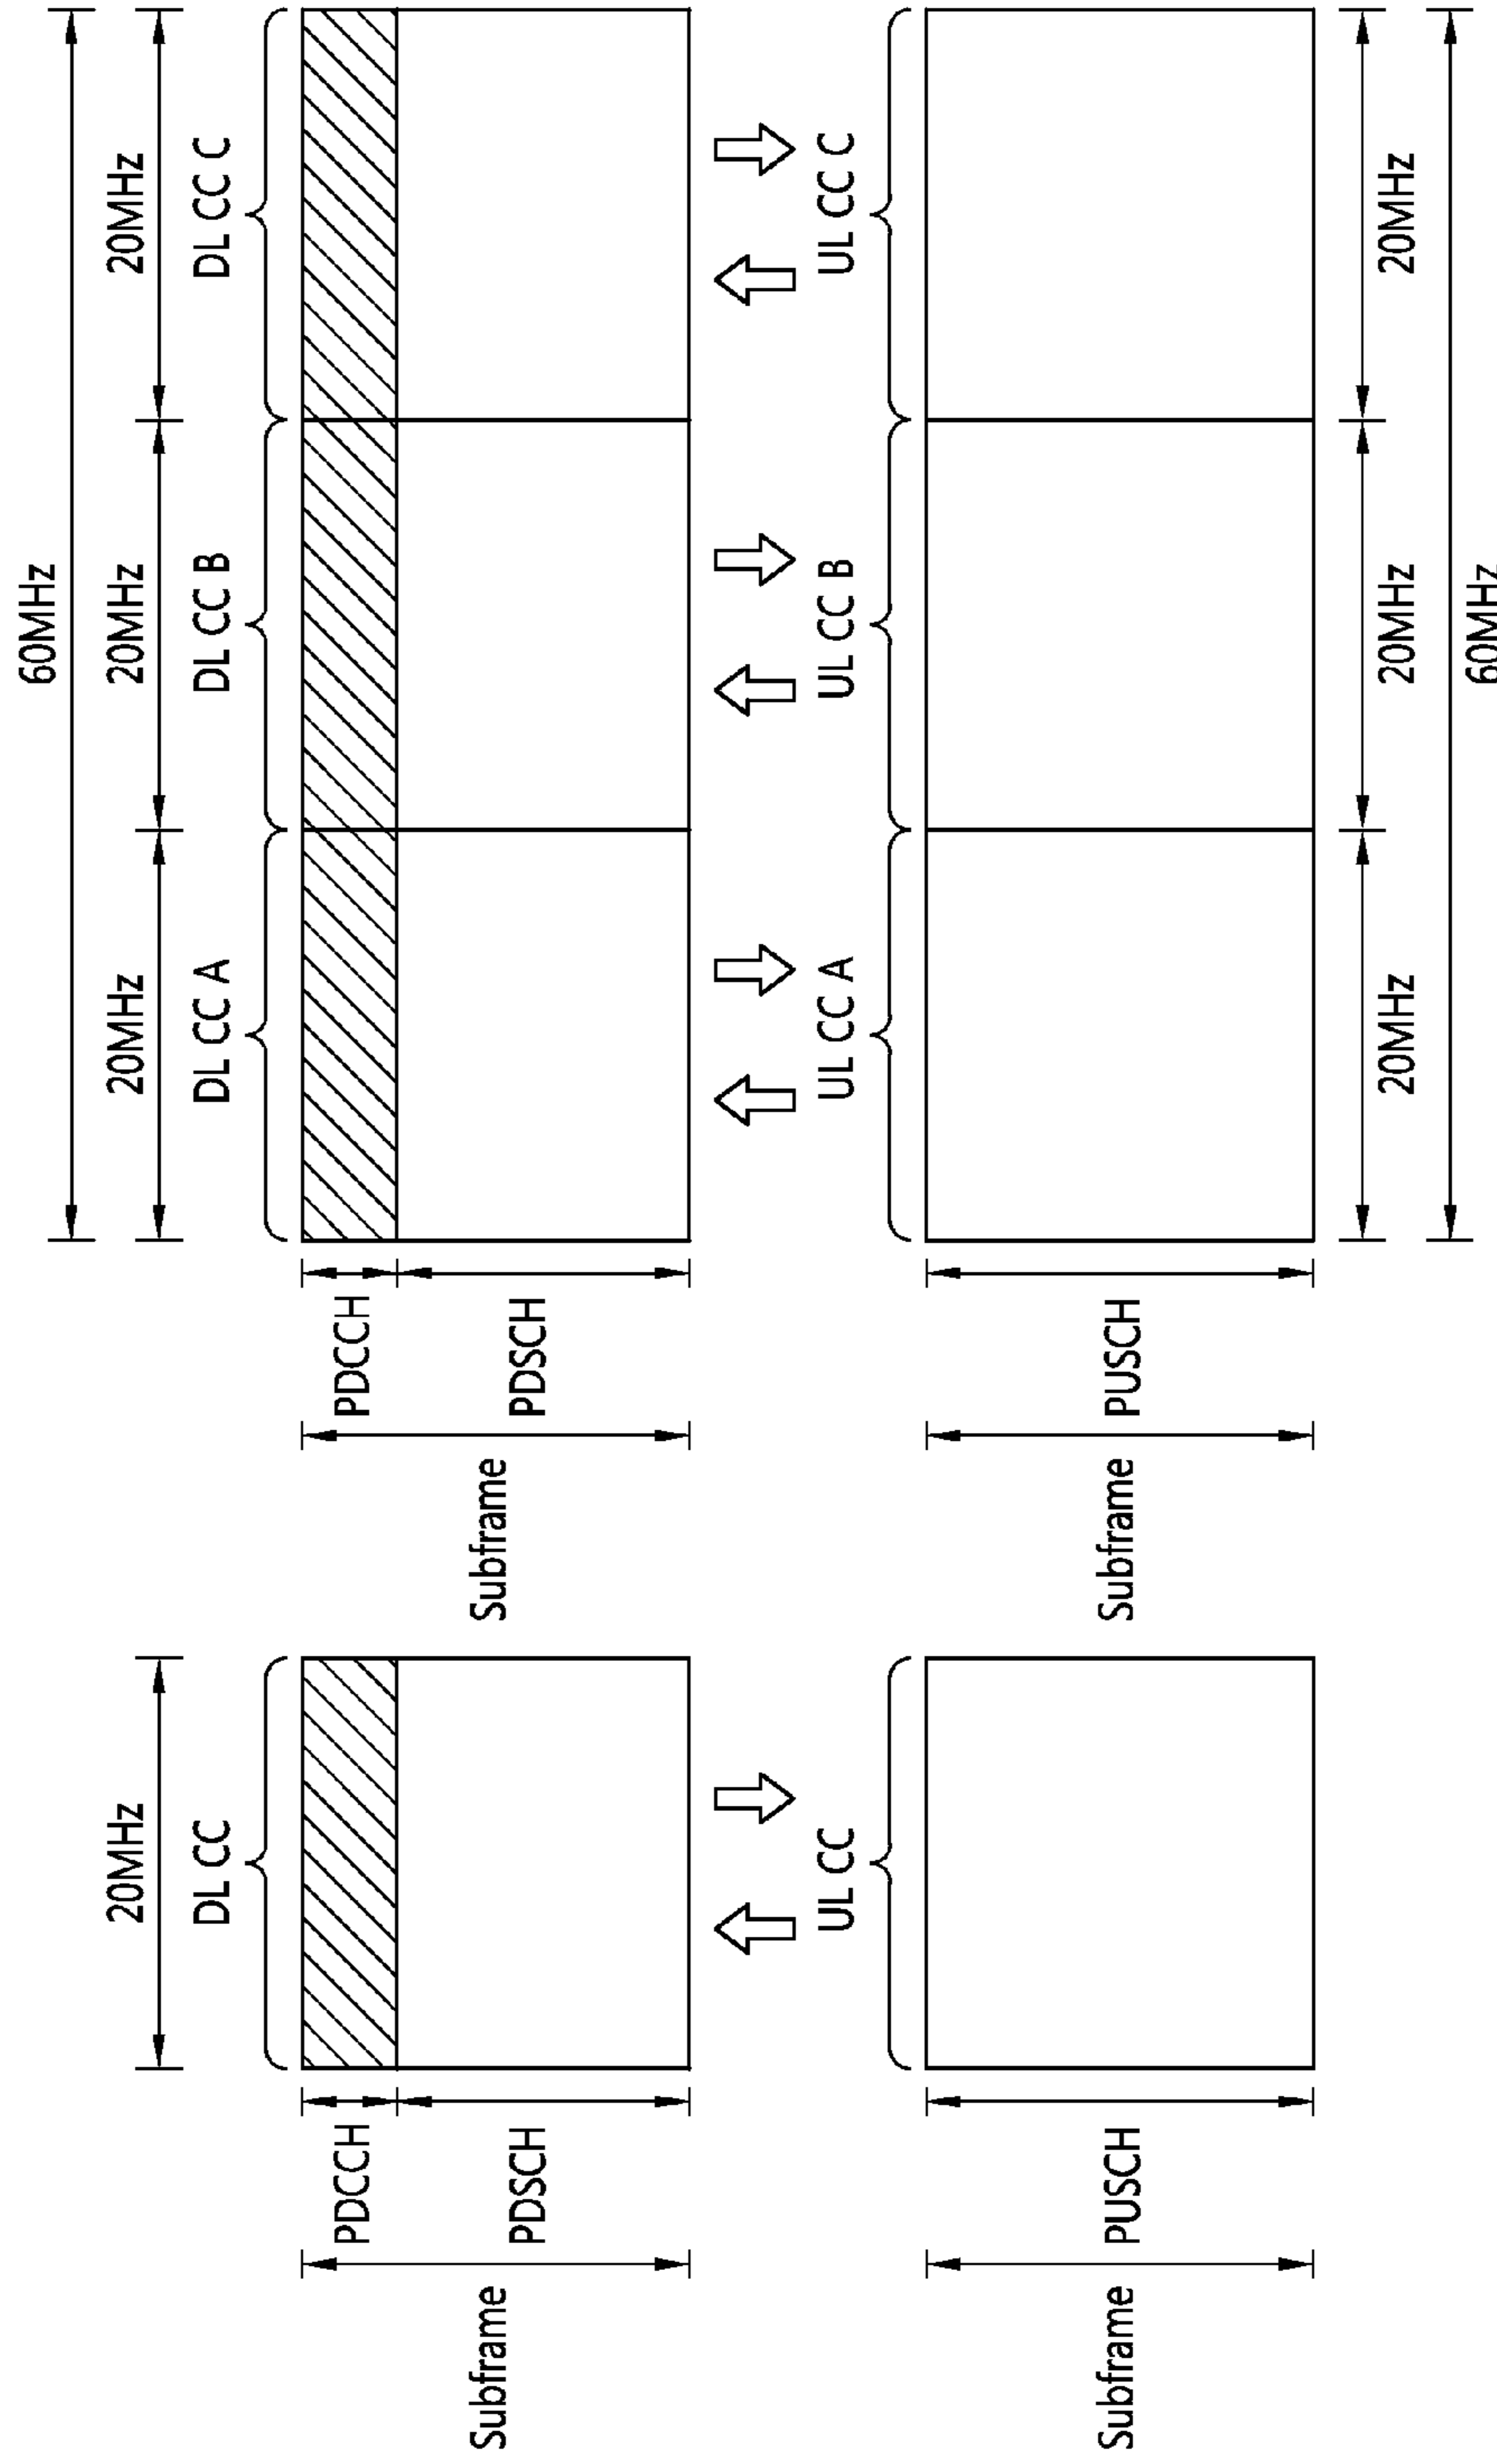 20MHz
DL CC
PDCCH
Subframe
PDSCH
UL CC
Subframe
PUSCH
60MHz
20MHz
20MHz
20MHz
DL CC A
DL CC B
DL CC C
PDCCH
Subframe
PDSCH
UL CC A
UL CC B
UL CC C
Subframe
PUSCH
20MHz
20MHz
20MHz
60MHz